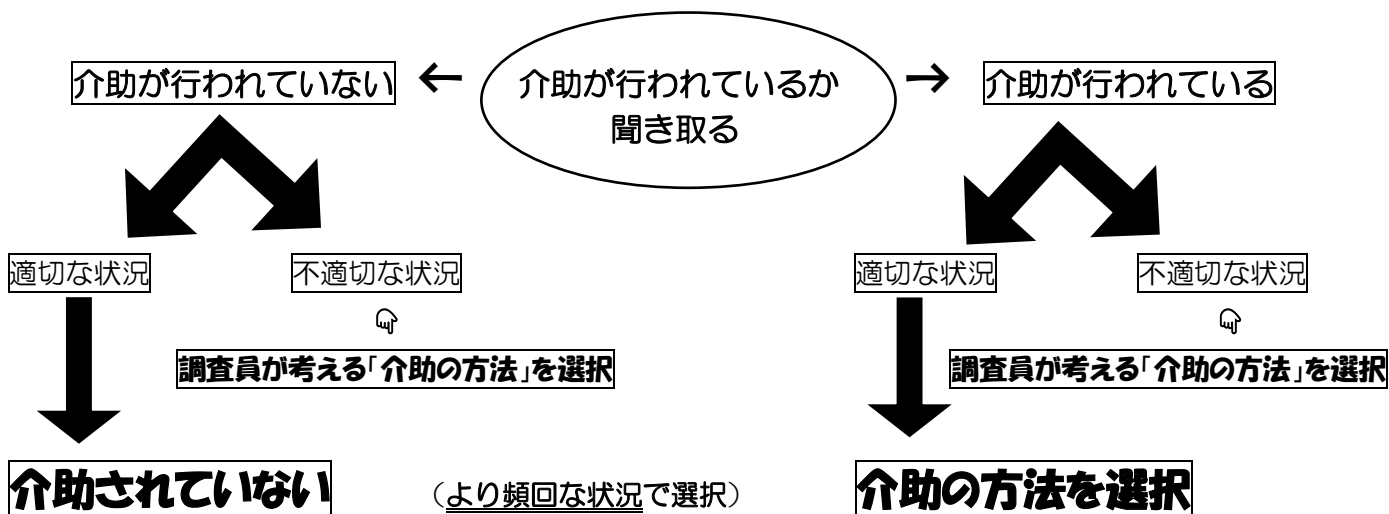 介助が行われていない
←
介助が行われているか
聞き取る
→
介助が行われている
適切な状況
不適切な状況
適切な状況
不適切な状況
調査員が考える「介助の方法」を選択
調査員が考える「介助の方法」を選択
介助されていない
（より頻回な状況で選択）
介助の方法を選択